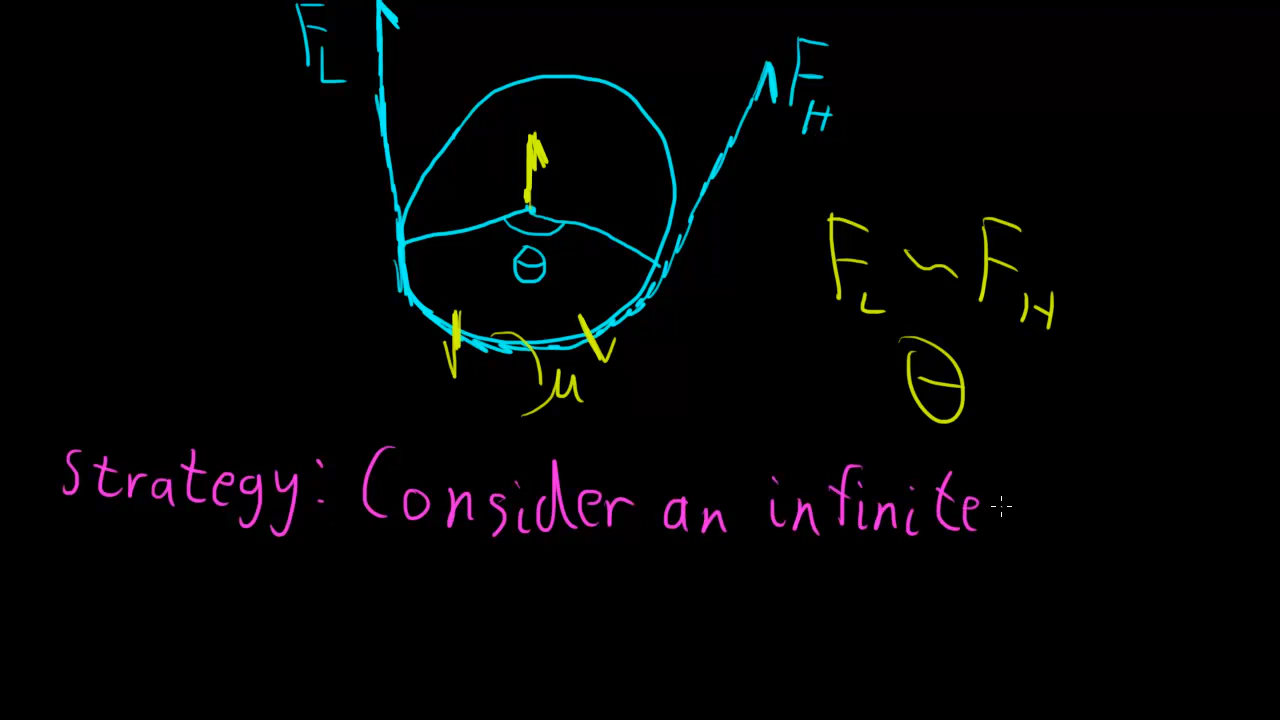 F_L
F_H
θ
μ
F_L ~ F_H
θ
Strategy: Consider an infinite